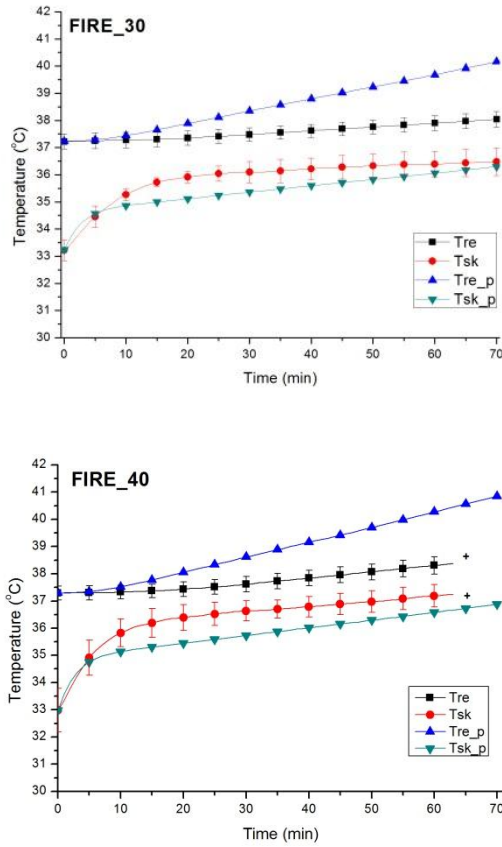 FIRE_30
42
41
40
39
38
37
36
35
34
33
32
31
30
Temperature (°C)
Tre
Tsk
Tre_p
Tsk_p
0 10 20 30 40 50 60 70
Time (min)
FIRE_40
42
41
40
39
38
37
36
35
34
33
32
31
30
Temperature (°C)
+
+
Tre
Tsk
Tre_p
Tsk_p
0 10 20 30 40 50 60 70
Time (min)